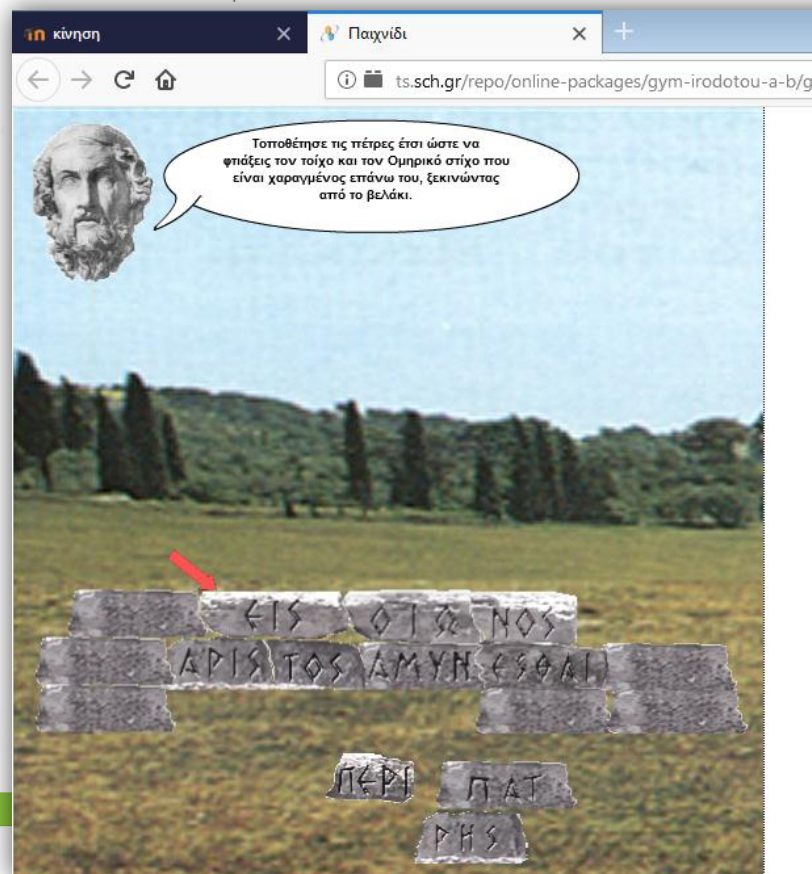 κίνηση
Παιχνίδι
ts.sch.gr/repo/online-packages/gym-irodotou-a-b/g
Τοποθέτησε τις πέτρες έτσι ώστε να
φτιάξεις τον τοίχο και τον Ομηρικό στίχο που
είναι χαραγμένος επάνω του, ξεκινώντας
από το βελάκι.
ΕΙΣ ΟΙΩ ΝΟΣ
ΑΡΙΣ ΤΟΣ ΑΜΥΝ ΕΣΘΑΙ
ΠΕΡΙ ΠΑΤ
ΡΗΣ